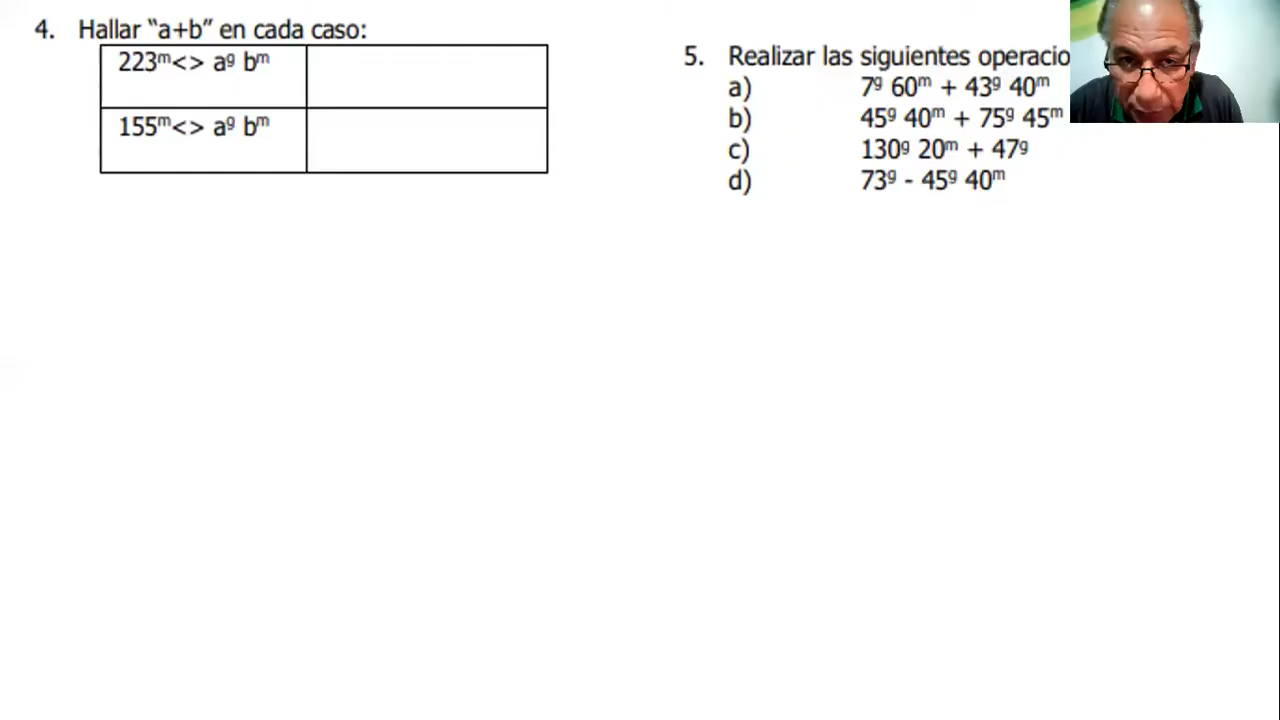 4. Hallar “a+b” en cada caso:
223ᵐ<> aᵍ bᵐ
155ᵐ<> aᵍ bᵐ
5. Realizar las siguientes operacio
a) 7ᵍ 60ᵐ + 43ᵍ 40ᵐ
b) 45ᵍ 40ᵐ + 75ᵍ 45ᵐ
c) 130ᵍ 20ᵐ + 47ᵍ
d) 73ᵍ - 45ᵍ 40ᵐ